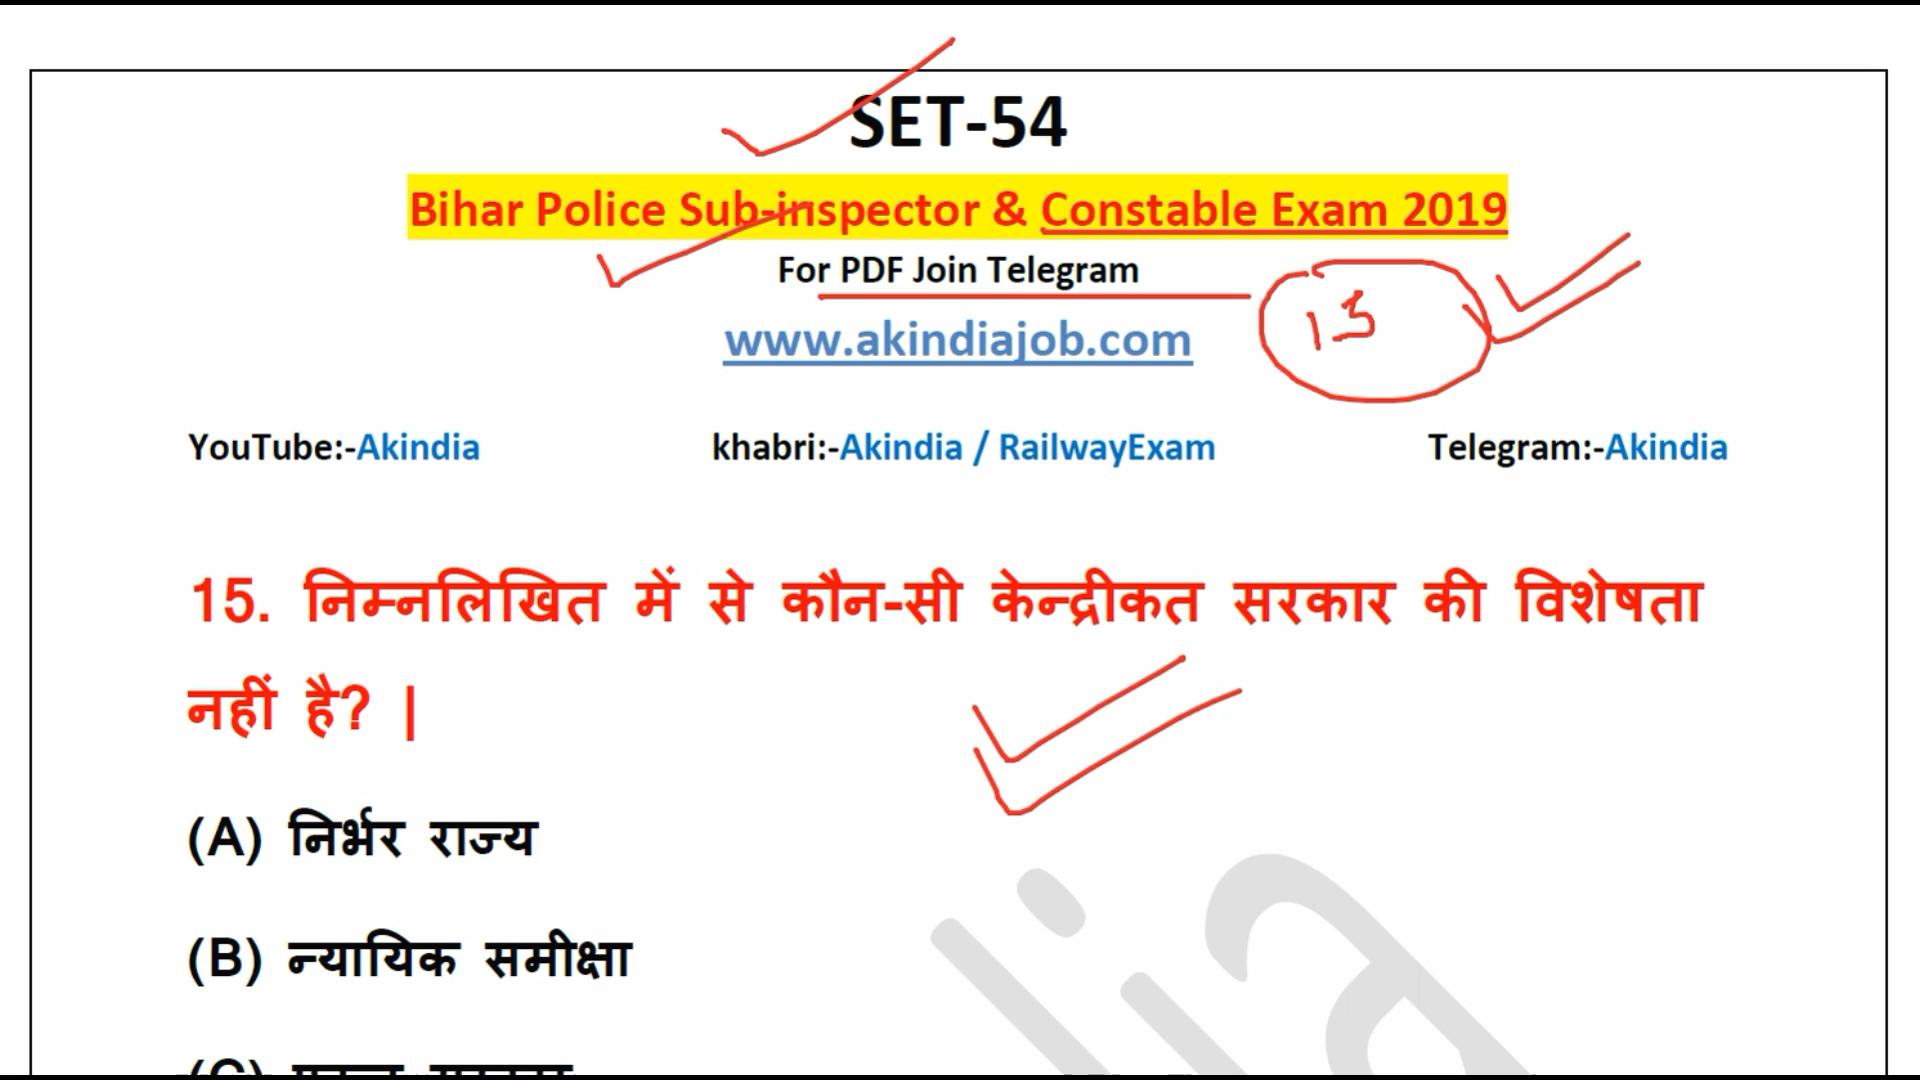 SET-54
Bihar Police Sub-inspector & Constable Exam 2019
For PDF Join Telegram
www.akindiajob.com
13
YouTube:-Akindia khabri:-Akindia / RailwayExam Telegram:-Akindia
15. निम्नलिखित में से कौन-सी केन्द्रीकत सरकार की विशेषता
नहीं है? |
(A) निर्भर राज्य
(B) न्यायिक समीक्षा
(C)